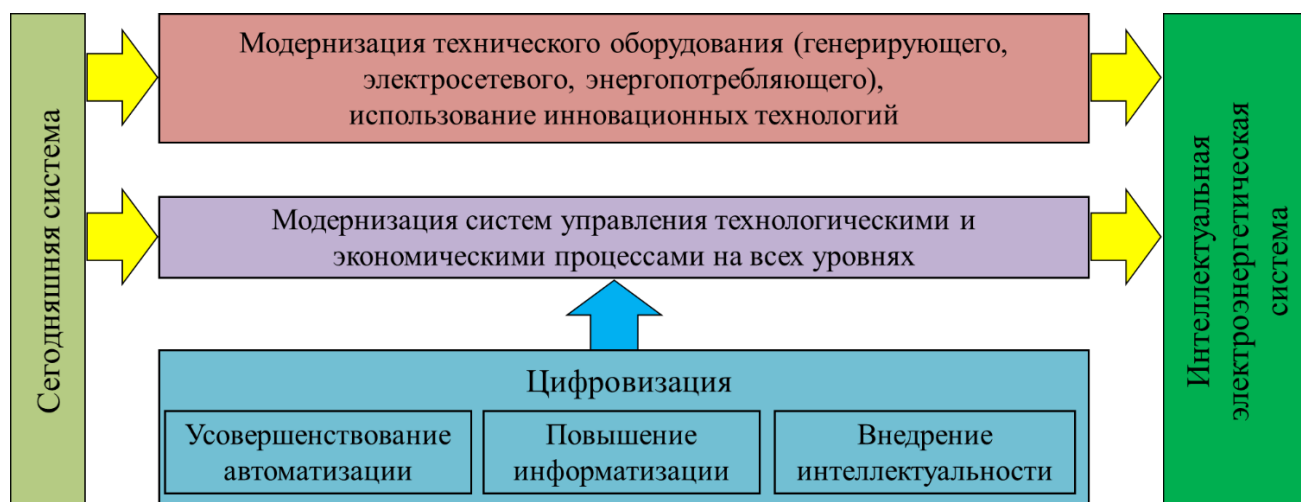 Сегодняшняя система
Модернизация технического оборудования (генерирующего,
электросетевого, энергопотребляющего),
использование инновационных технологий
Модернизация систем управления технологическими и
экономическими процессами на всех уровнях
Цифровизация
Усовершенствование
автоматизации
Повышение
информатизации
Внедрение
интеллектуальности
Интеллектуальная
электроэнергетическая
система